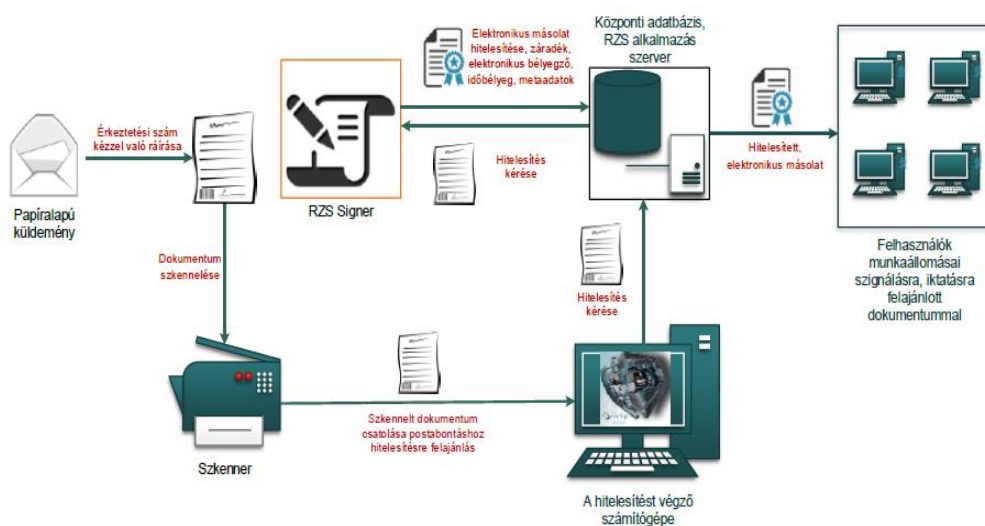 Elektronikus másolat
hitelesítése, záradék,
elektronikus bélyegző,
időbélyeg, metaadatok
Központi adatbázis,
RZS alkalmazás
szerver
Érkeztetési szám
kézzel való ráírása
Papíralapú
küldemény
RZS Signer
Hitelesítés
kérése
Hitelesített,
elektronikus másolat
Felhasználók
munkaállomásai
szignálásra, iktatásra
felajánlott
dokumentummal
Dokumentum
szkennelése
Hitelesítés
kérése
Szkenner
Szkennelt dokumentum
csatolása postabontáshoz
hitelesítésre felajánlás
A hitelesítést végző
számítógépe